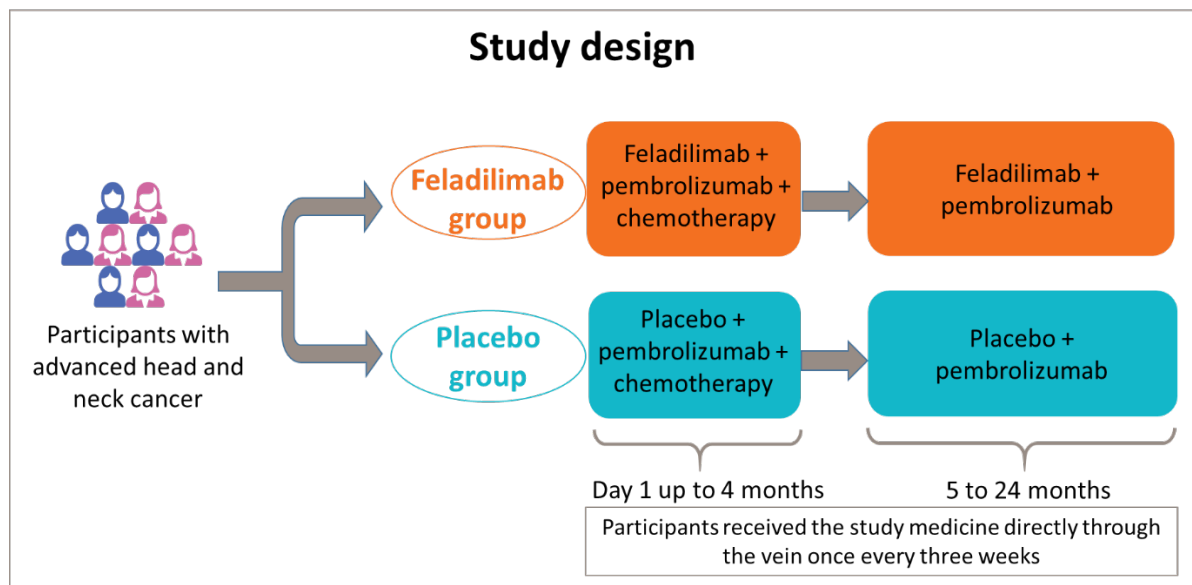 Study design
Participants with
advanced head and
neck cancer
Feladilimab
group
Feladilimab +
pembrolizumab +
chemotherapy
Feladilimab +
pembrolizumab
Placebo
group
Placebo +
pembrolizumab +
chemotherapy
Placebo +
pembrolizumab
Day 1 up to 4 months
5 to 24 months
Participants received the study medicine directly through
the vein once every three weeks